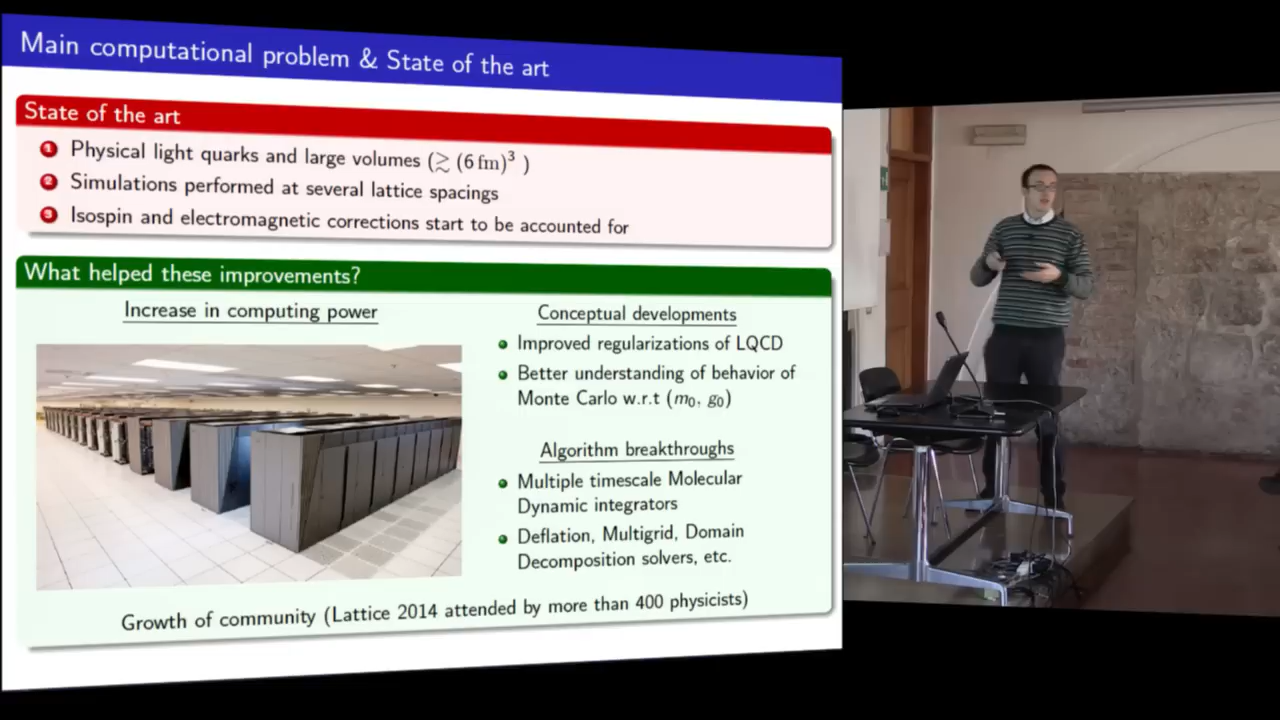 Main computational problem & State of the art
State of the art
1 Physical light quarks and large volumes (≳ (6 fm)³ )
2 Simulations performed at several lattice spacings
3 Isospin and electromagnetic corrections start to be accounted for
What helped these improvements?
Increase in computing power
Conceptual developments
Improved regularizations of LQCD
Better understanding of behavior of
Monte Carlo w.r.t (m₀, g₀)
Algorithm breakthroughs
Multiple timescale Molecular
Dynamic integrators
Deflation, Multigrid, Domain
Decomposition solvers, etc.
Growth of community (Lattice 2014 attended by more than 400 physicists)